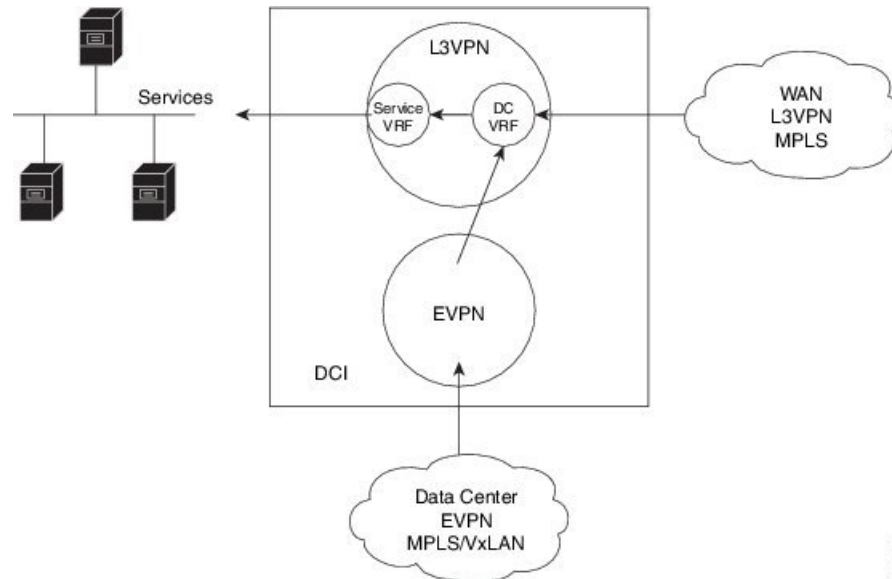 L3VPN
Services
Service
VRF
DC
VRF
WAN
L3VPN
MPLS
EVPN
DCI
Data Center
EVPN
MPLS/VxLAN